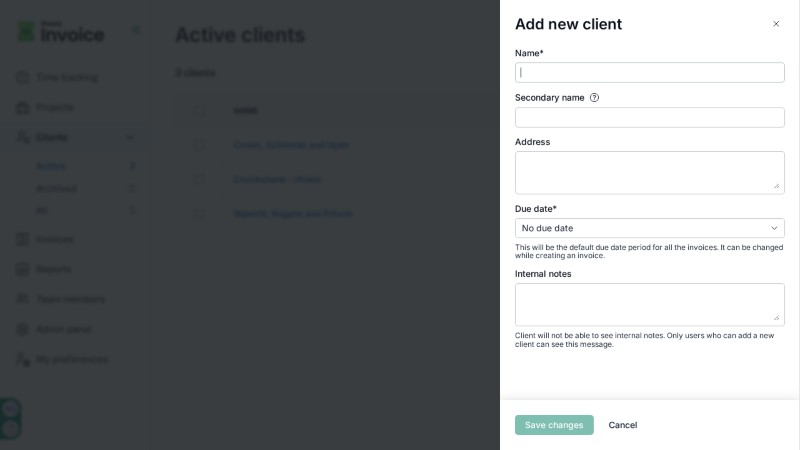 Invoice
Active clients
3 clients
Time tracking
Projects
Clients
Active
Archived
All
Invoices
Reports
Team members
Admin panel
My preferences
NAME
Add new client
Name*
Secondary name ?
Address
Due date*
No due date
This will be the default due date period for all the invoices. It can be changed
while creating an invoice.
Internal notes
Client will not be able to see internal notes. Only users who can add a new
client can see this message.
Save changes
Cancel